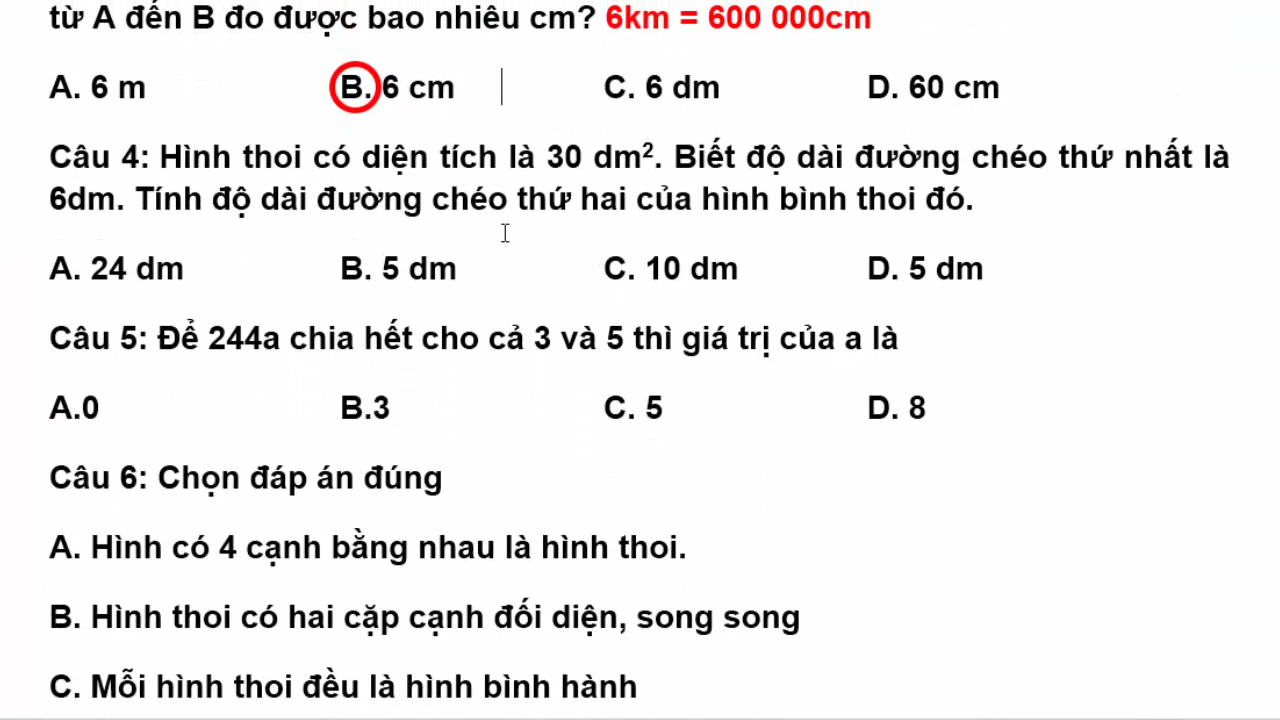 từ A đến B đo được bao nhiêu cm? 6km = 600 000cm
A. 6 m B. 6 cm C. 6 dm D. 60 cm
Câu 4: Hình thoi có diện tích là 30 dm². Biết độ dài đường chéo thứ nhất là
6dm. Tính độ dài đường chéo thứ hai của hình bình thoi đó.
A. 24 dm B. 5 dm C. 10 dm D. 5 dm
Câu 5: Để 244a chia hết cho cả 3 và 5 thì giá trị của a là
A.0 B.3 C. 5 D. 8
Câu 6: Chọn đáp án đúng
A. Hình có 4 cạnh bằng nhau là hình thoi.
B. Hình thoi có hai cặp cạnh đối diện, song song
C. Mỗi hình thoi đều là hình bình hành